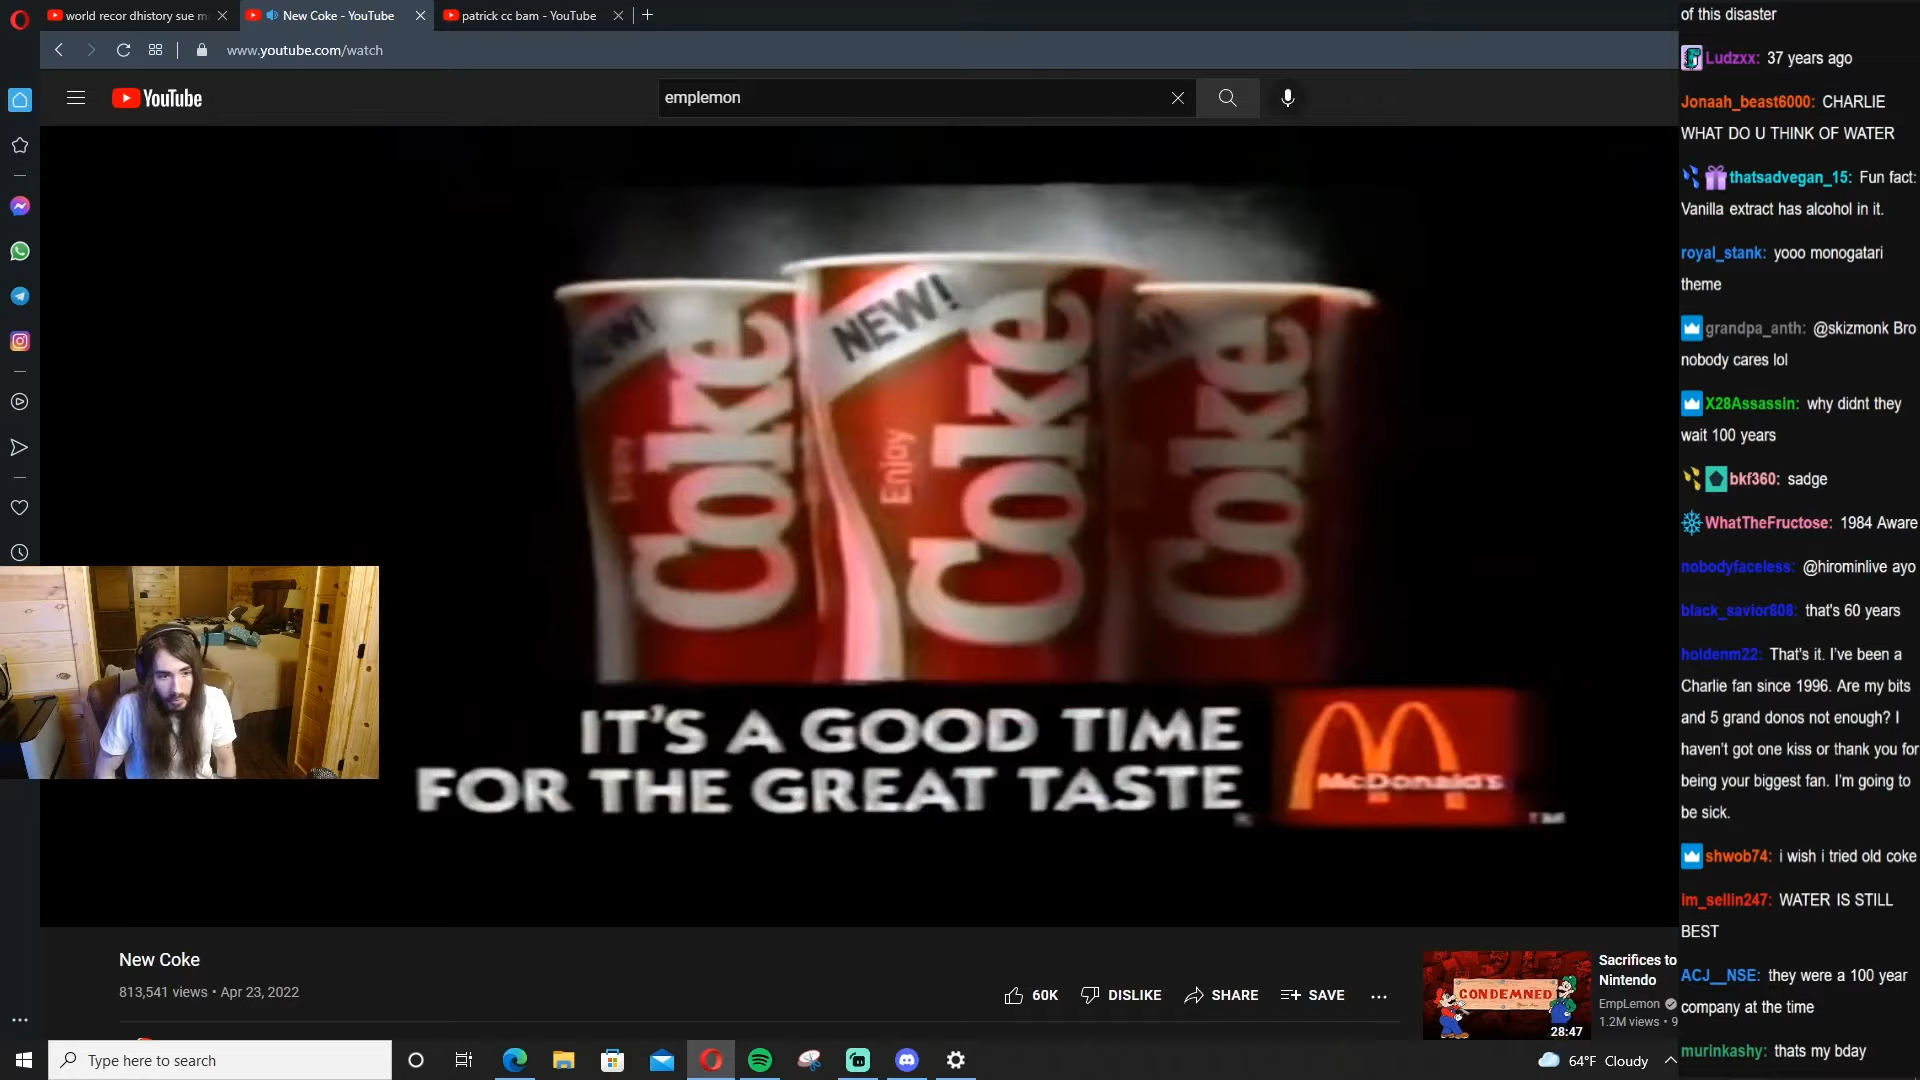 world recor dhistory sue m
New Coke - YouTube
patrick cc bam - YouTube
www.youtube.com/watch
YouTube
emplemon
NEW!
Enjoy
Coke
Coke
Coke
IT'S A GOOD TIME
FOR THE GREAT TASTE
McDonald's
TM
New Coke
813,541 views • Apr 23, 2022
60K
DISLIKE
SHARE
SAVE
CONDEMNED
28:47
Sacrifices to
Nintendo
EmpLemon
1.2M views • 9
of this disaster
Ludzxx: 37 years ago
Jonaah_beast6000: CHARLIE
WHAT DO U THINK OF WATER
thatsadvegan_15: Fun fact:
Vanilla extract has alcohol in it.
royal_stank: yooo monogatari
theme
grandpa_anth: @skizmonk Bro
nobody cares lol
X28Assassin: why didnt they
wait 100 years
bkf360: sadge
WhatTheFructose: 1984 Aware
nobodyfaceless: @hirominlive ayo
black_savior808: that's 60 years
holdenm22: That's it. I've been a
Charlie fan since 1996. Are my bits
and 5 grand donos not enough? I
haven't got one kiss or thank you for
being your biggest fan. I'm going to
be sick.
shwob74: i wish i tried old coke
im_sellin247: WATER IS STILL
BEST
ACJ__NSE: they were a 100 year
company at the time
murinkashy: thats my bday
Type here to search
64°F Cloudy